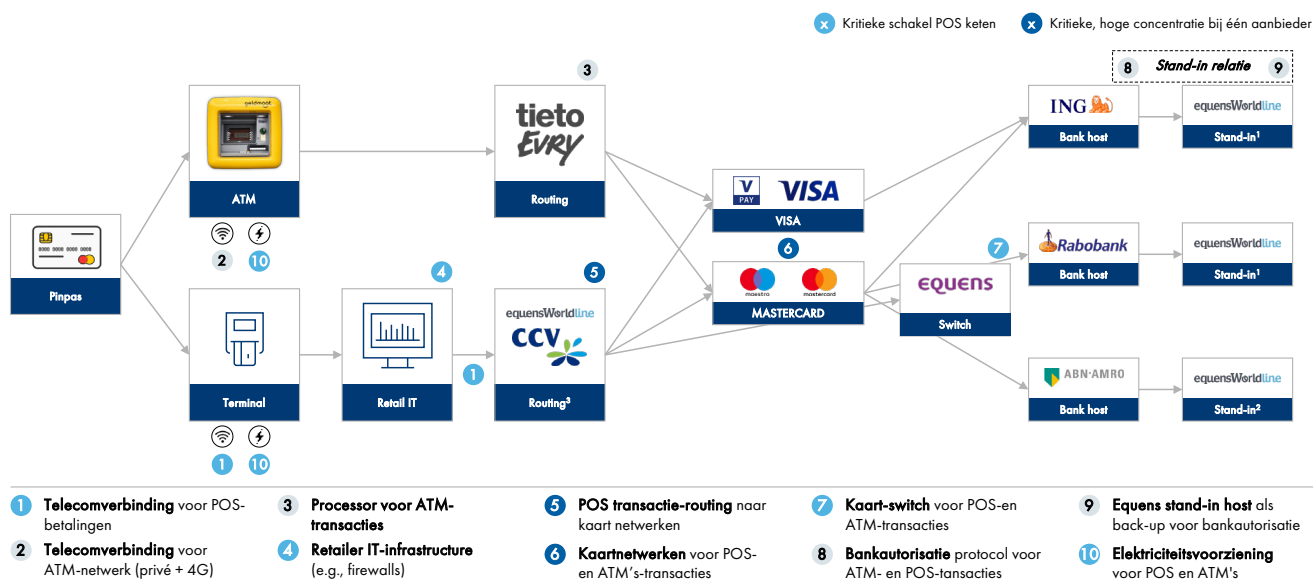 x Kritieke schakel POS keten
x Kritieke, hoge concentratie bij één aanbieder
3
8 Stand-in relatie 9
geldmaat
tieto
EVRY
ING
equensWorldline
Bank host
Stand-in¹
ATM
Routing
V
PAY
VISA
VISA
2
10
0000 0000 0000 0000
Pinpas
4
5
6
7
Rabobank
equensWorldline
Bank host
Stand-in¹
maestro
mastercard
MASTERCARD
equens
Switch
equensWorldline
CCV
1
Terminal
Retail IT
Routing³
ABN·AMRO
equensWorldline
Bank host
Stand-in²
1
10
1 Telecomverbinding voor POS-
betalingen
2 Telecomverbinding voor
ATM-netwerk (privé + 4G)
3 Processor voor ATM-
transacties
4 Retailer IT-infrastructure
(e.g., firewalls)
5 POS transactie-routing naar
kaart netwerken
6 Kaartnetwerken voor POS-
en ATM's-transacties
7 Kaart-switch voor POS-en
ATM-transacties
8 Bankautorisatie protocol voor
ATM- en POS-tansacties
9 Equens stand-in host als
back-up voor bankautorisatie
10 Elektriciteitsvoorziening
voor POS en ATM's